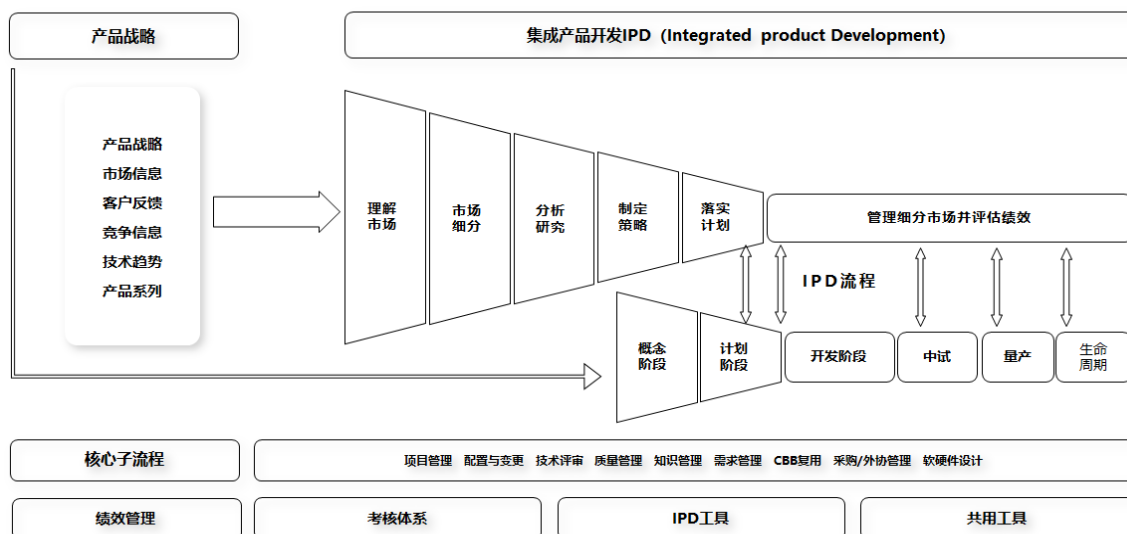 产品战略
集成产品开发IPD（Integrated product Development）
产品战略
市场信息
客户反馈
竞争信息
技术趋势
产品系列
理解
市场
市场
细分
分析
研究
制定
策略
落实
计划
管理细分市场井评估绩效
IPD流程
概念
阶段
计划
阶段
开发阶段
中试
量产
生命
周期
核心子流程
项目管理 配置与变更 技术评审 质量管理 知识管理 需求管理 CBB复用 采购/外协管理 软硬件设计
绩效管理
考核体系
IPD工具
共用工具